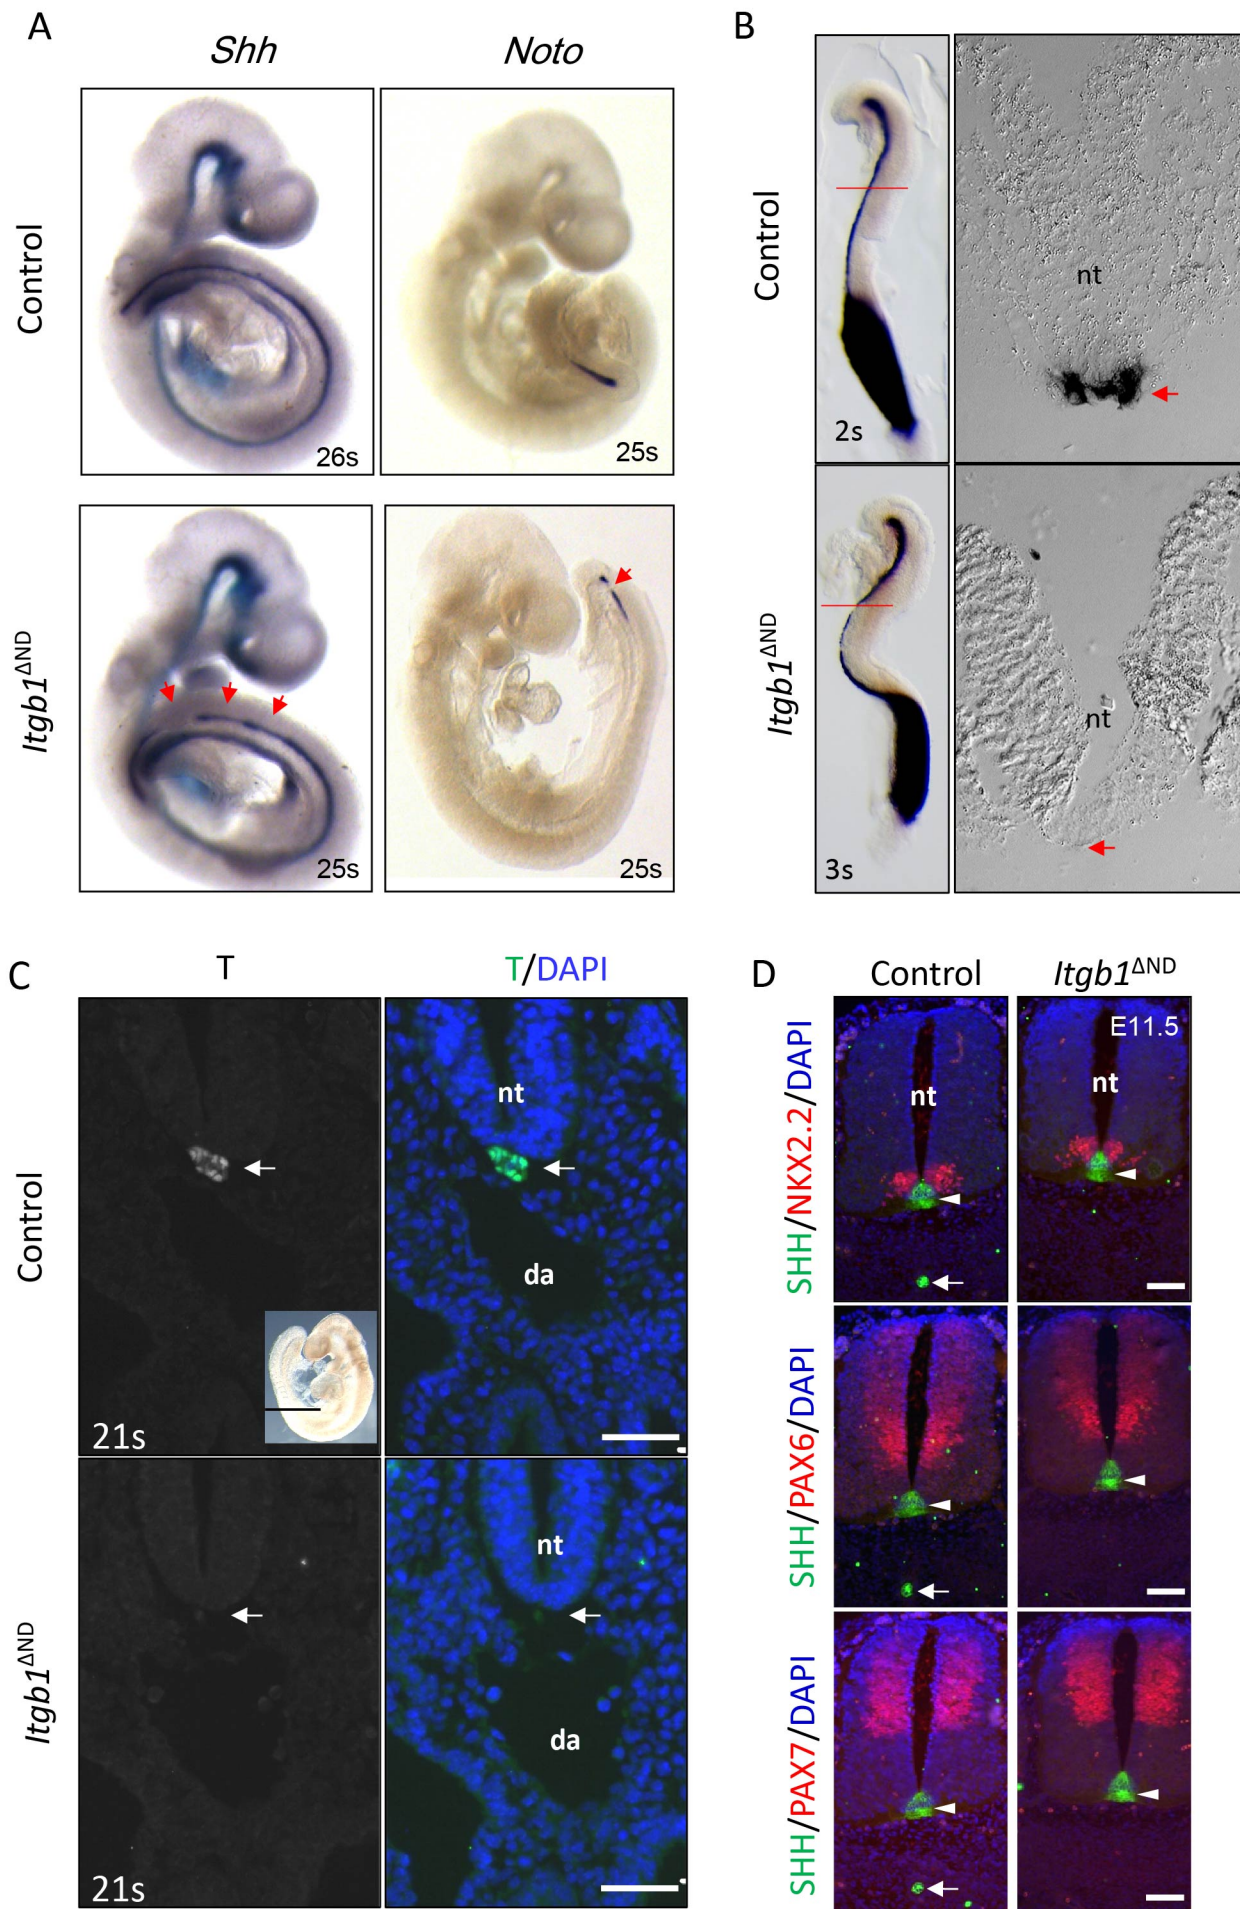 A
Shh
Noto
Control
26s
25s
Itgb1ΔND
25s
25s
B
Control
nt
2s
Itgb1ΔND
nt
3s
C
T
T/DAPI
Control
nt
da
21s
Itgb1ΔND
nt
da
21s
D
Control
Itgb1ΔND
SHH/NKX2.2/DAPI
nt
E11.5
nt
SHH/PAX6/DAPI
SHH/PAX7/DAPI